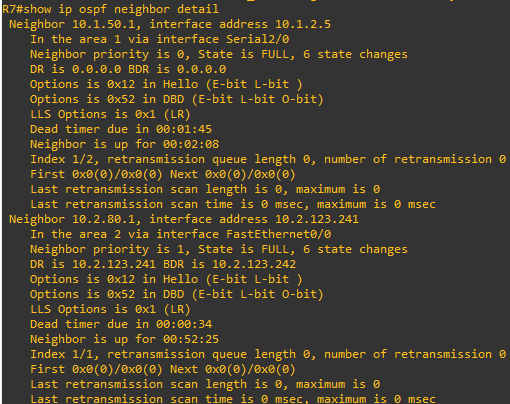 R7#show ip ospf neighbor detail
Neighbor 10.1.50.1, interface address 10.1.2.5
In the area 1 via interface Serial2/0
Neighbor priority is 0, State is FULL, 6 state changes
DR is 0.0.0.0 BDR is 0.0.0.0
Options is 0x12 in Hello (E-bit L-bit )
Options is 0x52 in DBD (E-bit L-bit O-bit)
LLS Options is 0x1 (LR)
Dead timer due in 00:01:45
Neighbor is up for 00:02:08
Index 1/2, retransmission queue length 0, number of retransmission 0
First 0x0(0)/0x0(0) Next 0x0(0)/0x0(0)
Last retransmission scan length is 0, maximum is 0
Last retransmission scan time is 0 msec, maximum is 0 msec
Neighbor 10.2.80.1, interface address 10.2.123.241
In the area 2 via interface FastEthernet0/0
Neighbor priority is 1, State is FULL, 6 state changes
DR is 10.2.123.241 BDR is 10.2.123.242
Options is 0x12 in Hello (E-bit L-bit )
Options is 0x52 in DBD (E-bit L-bit O-bit)
LLS Options is 0x1 (LR)
Dead timer due in 00:00:34
Neighbor is up for 00:52:25
Index 1/1, retransmission queue length 0, number of retransmission 0
First 0x0(0)/0x0(0) Next 0x0(0)/0x0(0)
Last retransmission scan length is 0, maximum is 0
Last retransmission scan time is 0 msec, maximum is 0 msec